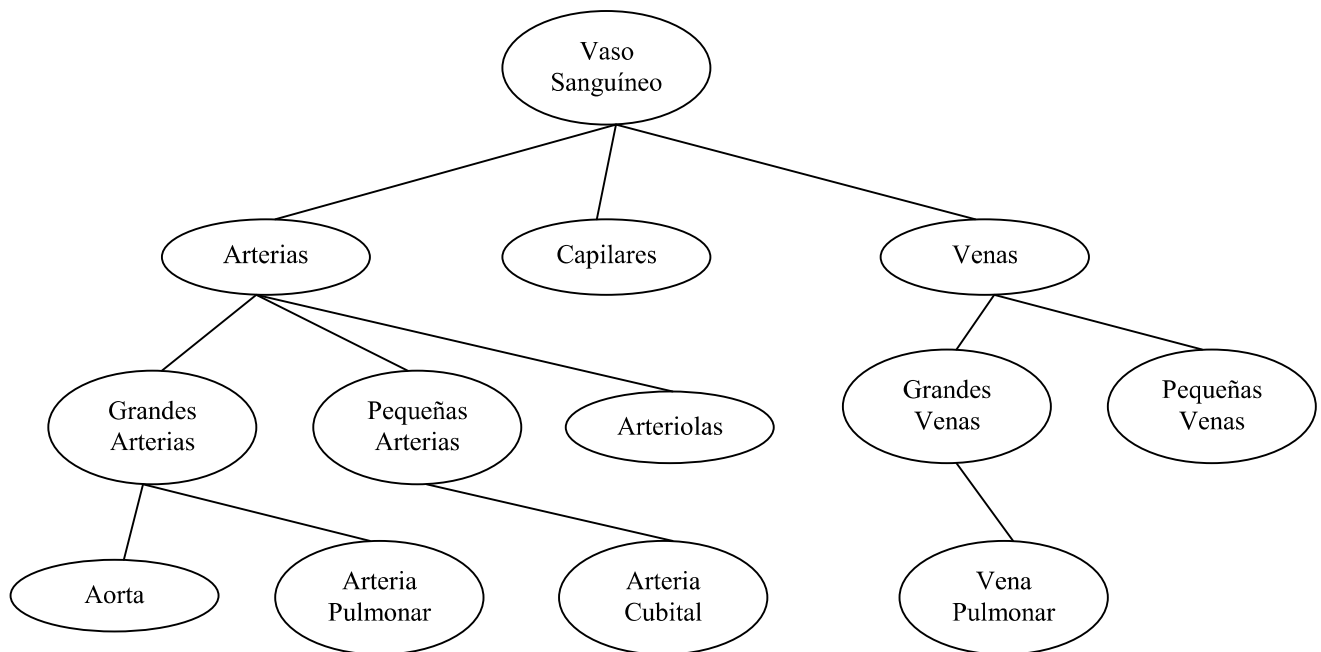 Vaso
Sanguíneo
Arterias
Capilares
Venas
Grandes
Arterias
Pequeñas
Arterias
Arteriolas
Grandes
Venas
Pequeñas
Venas
Aorta
Arteria
Pulmonar
Arteria
Cubital
Vena
Pulmonar